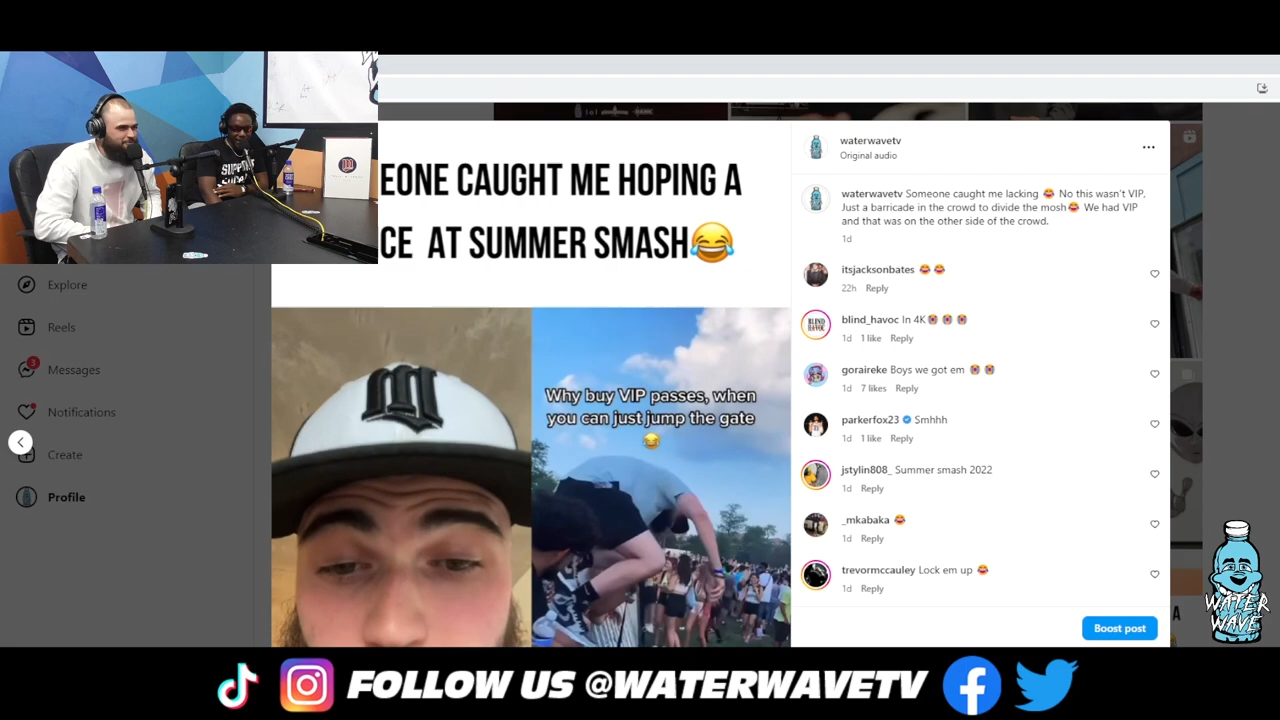 EONE CAUGHT ME HOPING A
CE AT SUMMER SMASH😂
Why buy VIP passes, when
you can just jump the gate
😂
Explore
Reels
3
Messages
Notifications
Create
Profile
waterwavetv
Original audio
waterwavetv Someone caught me lacking 😂 No this wasn't VIP,
Just a barricade in the crowd to divide the mosh😂 We had VIP
and that was on the other side of the crowd.
1d
itsjacksonbates 😂 😂
22h Reply
blind_havoc In 4K😭 😭 😭
1d 1 like Reply
goraireke Boys we got em 😭 😭
1d 7 likes Reply
parkerfox23 Smhhh
1d 1 like Reply
jstylin808_ Summer smash 2022
1d Reply
_mkabaka 😂
1d Reply
trevormccauley Lock em up 😂
1d Reply
Boost post
WATER
WAVE
FOLLOW US @WATERWAVETV